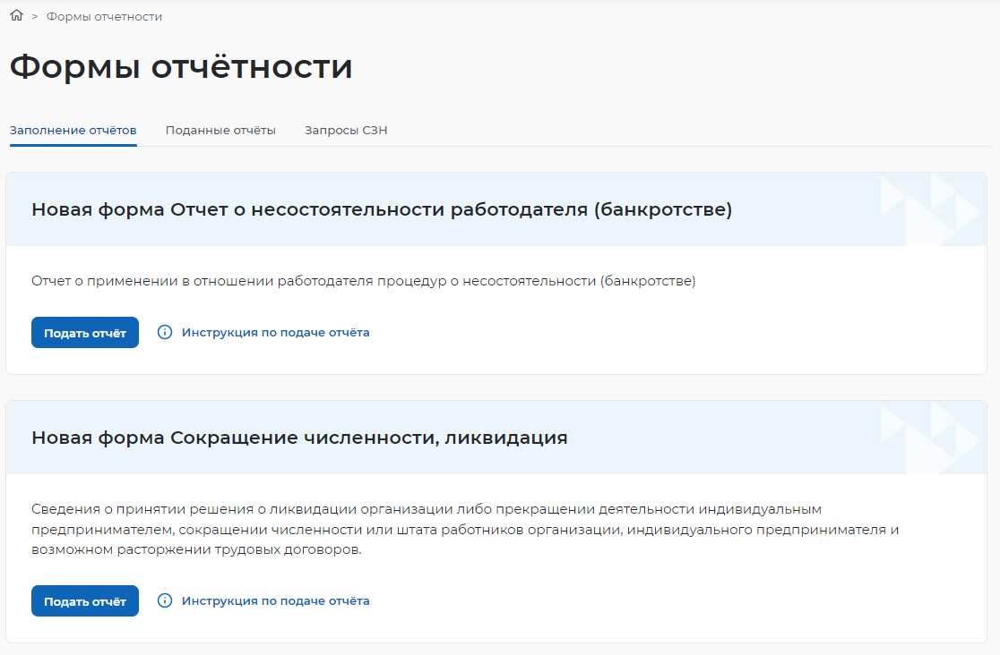 > Формы отчетности
Формы отчётности
Заполнение отчётов Поданные отчёты Запросы СЗН
Новая форма Отчет о несостоятельности работодателя (банкротстве)
Отчет о применении в отношении работодателя процедур о несостоятельности (банкротстве)
Подать отчёт Инструкция по подаче отчёта
Новая форма Сокращение численности, ликвидация
Сведения о принятии решения о ликвидации организации либо прекращении деятельности индивидуальным
предпринимателем, сокращении численности или штата работников организации, индивидуального предпринимателя и
возможном расторжении трудовых договоров.
Подать отчёт Инструкция по подаче отчёта